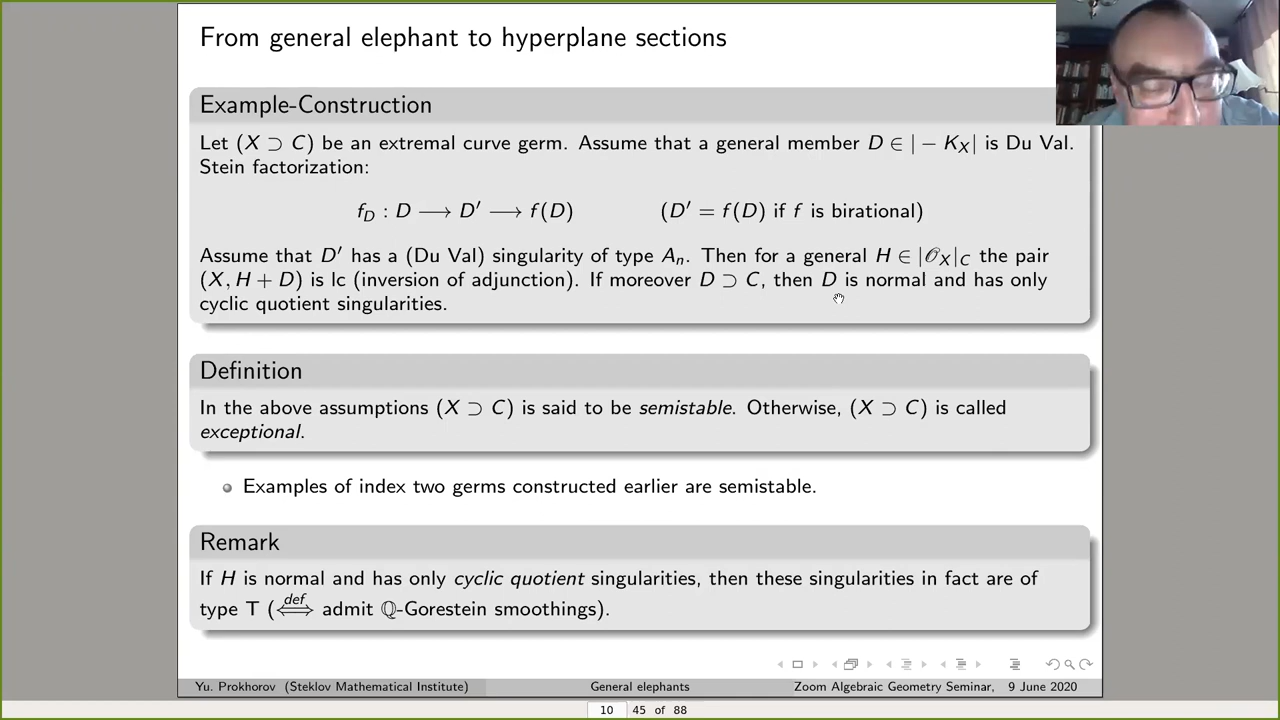 From general elephant to hyperplane sections
Example-Construction
Let (X ⊃ C) be an extremal curve germ. Assume that a general member D ∈ | − K_X| is Du Val.
Stein factorization:
f_D : D ⟶ D′ ⟶ f(D) (D′ = f(D) if f is birational)
Assume that D′ has a (Du Val) singularity of type A_n. Then for a general H ∈ |𝒪_X|_C the pair
(X, H + D) is lc (inversion of adjunction). If moreover D ⊃ C, then D is normal and has only
cyclic quotient singularities.
Definition
In the above assumptions (X ⊃ C) is said to be semistable. Otherwise, (X ⊃ C) is called
exceptional.
Examples of index two germs constructed earlier are semistable.
Remark
If H is normal and has only cyclic quotient singularities, then these singularities in fact are of
type T (⟺^{def} admit ℚ-Gorestein smoothings).
Yu. Prokhorov (Steklov Mathematical Institute) General elephants Zoom Algebraic Geometry Seminar, 9 June 2020
10 45 of 88